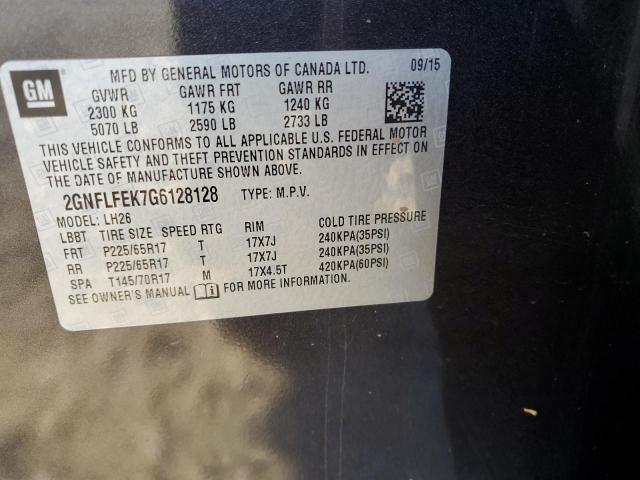 GM
MFD BY GENERAL MOTORS OF CANADA LTD. 09/15
GVWR GAWR FRT GAWR RR
2300 KG 1175 KG 1240 KG
5070 LB 2590 LB 2733 LB
THIS VEHICLE CONFORMS TO ALL APPLICABLE U.S. FEDERAL MOTOR
VEHICLE SAFETY AND THEFT PREVENTION STANDARDS IN EFFECT ON
THE DATE OF MANUFACTURE SHOWN ABOVE.
2GNFLFEK7G6128128 TYPE: M.P.V.
MODEL: LH26
LBBT TIRE SIZE SPEED RTG RIM COLD TIRE PRESSURE
FRT P225/65R17 T 17X7J 240KPA(35PSI)
RR P225/65R17 T 17X7J 240KPA(35PSI)
SPA T145/70R17 M 17X4.5T 420KPA(60PSI)
SEE OWNER'S MANUAL FOR MORE INFORMATION.